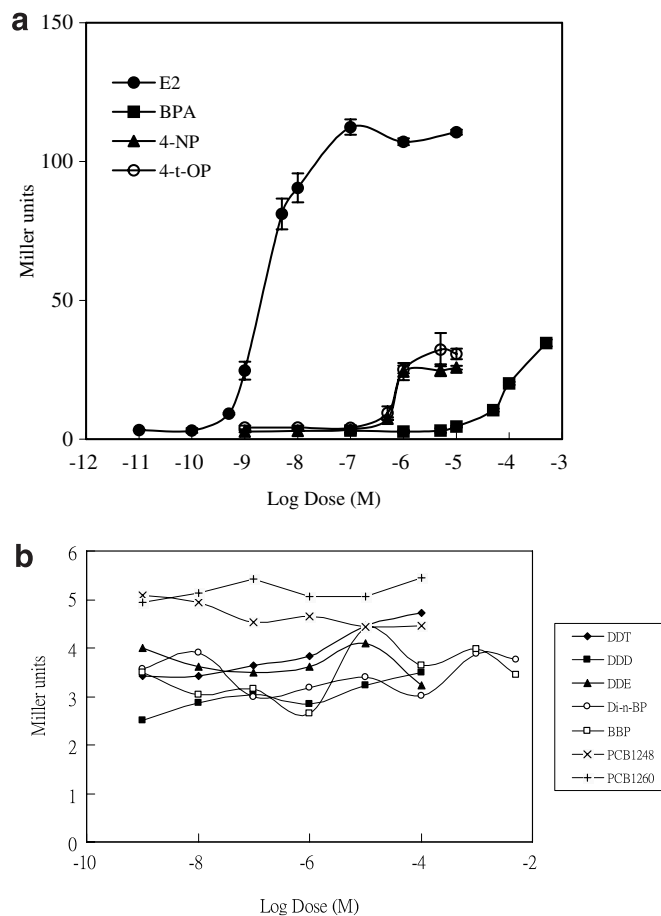 a
150
100
50
0
Miller units
E2
BPA
4-NP
4-t-OP
-12 -11 -10 -9 -8 -7 -6 -5 -4 -3
Log Dose (M)
b
6
5
4
3
2
1
0
Miller units
-10 -8 -6 -4 -2
Log Dose (M)
DDT
DDD
DDE
Di-n-BP
BBP
PCB1248
PCB1260